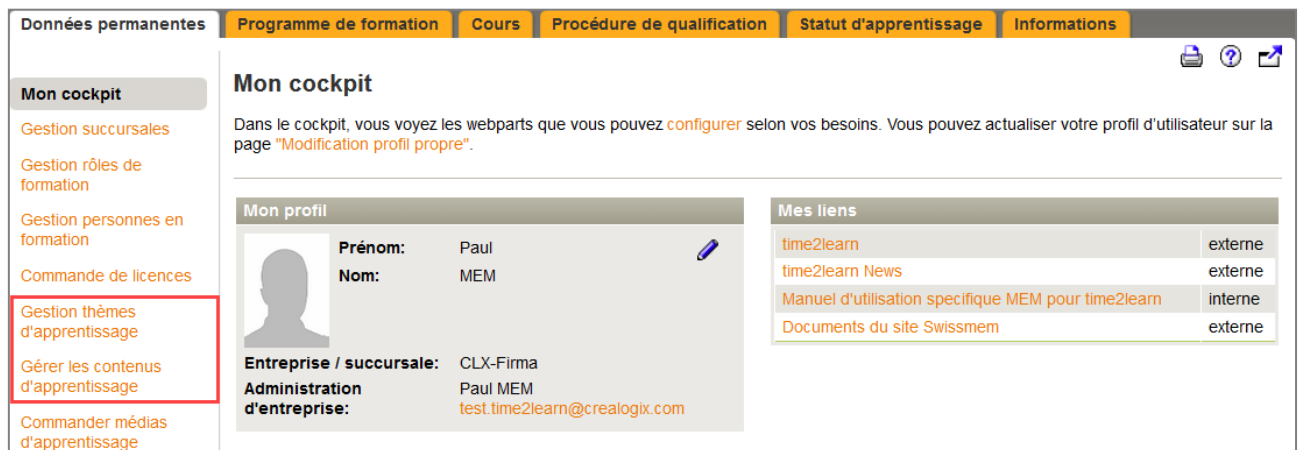 Données permanentes Programme de formation Cours Procédure de qualification Statut d'apprentissage Informations
Mon cockpit
Gestion succursales
Gestion rôles de
formation
Gestion personnes en
formation
Commande de licences
Gestion thèmes
d'apprentissage
Gérer les contenus
d'apprentissage
Commander médias
d'apprentissage
Mon cockpit
Dans le cockpit, vous voyez les webparts que vous pouvez configurer selon vos besoins. Vous pouvez actualiser votre profil d'utilisateur sur la
page "Modification profil propre".
Mon profil
Prénom: Paul
Nom: MEM
Entreprise / succursale: CLX-Firma
Administration Paul MEM
d'entreprise: test.time2learn@crealogix.com
Mes liens
time2learn externe
time2learn News externe
Manuel d'utilisation specifique MEM pour time2learn interne
Documents du site Swissmem externe